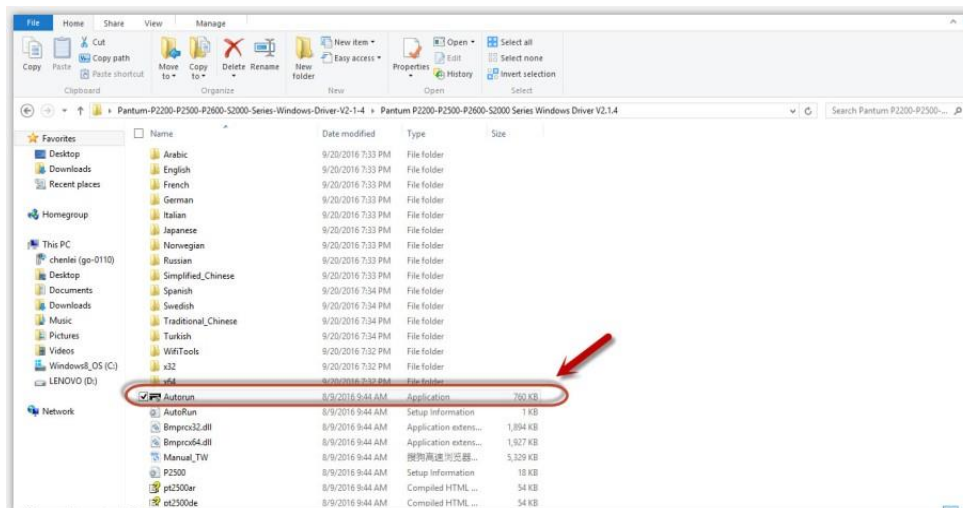 File Home Share View Manage
Cut
Copy path
Paste shortcut
Copy Paste
Clipboard
Move to Copy to Delete Rename
Organize
New folder
New item
Easy access
New
Properties
Open
Edit
History
Open
Select all
Select none
Invert selection
Select
Pantum-P2200-P2500-P2600-S2000-Series-Windows-Driver-V2-1-4 Pantum P2200-P2500-P2600-S2000 Series Windows Driver V2.1.4
Search Pantum P2200-P2500-...
Favorites
Desktop
Downloads
Recent places
Homegroup
This PC
chenlei (go-0110)
Desktop
Documents
Downloads
Music
Pictures
Videos
Windows8_OS (C:)
LENOVO (D:)
Network
Name Date modified Type Size
Arabic 9/20/2016 7:33 PM File folder
English 9/20/2016 7:33 PM File folder
French 9/20/2016 7:33 PM File folder
German 9/20/2016 7:33 PM File folder
Italian 9/20/2016 7:33 PM File folder
Japanese 9/20/2016 7:33 PM File folder
Norwegian 9/20/2016 7:33 PM File folder
Russian 9/20/2016 7:33 PM File folder
Simplified_Chinese 9/20/2016 7:33 PM File folder
Spanish 9/20/2016 7:34 PM File folder
Swedish 9/20/2016 7:34 PM File folder
Traditional_Chinese 9/20/2016 7:34 PM File folder
Turkish 9/20/2016 7:34 PM File folder
WifiTools 9/20/2016 7:32 PM File folder
x32 9/20/2016 7:32 PM File folder
x64 9/20/2016 7:32 PM File folder
Autorun 8/9/2016 9:44 AM Application 760 KB
AutoRun 8/9/2016 9:44 AM Setup Information 1 KB
Bmprcx32.dll 8/9/2016 9:44 AM Application extens... 1,894 KB
Bmprcx64.dll 8/9/2016 9:44 AM Application extens... 1,927 KB
Manual_TW 8/9/2016 9:44 AM 搜狗高速浏览器... 5,329 KB
P2500 8/9/2016 9:44 AM Setup Information 18 KB
pt2500ar 8/9/2016 9:44 AM Compiled HTML ... 54 KB
pt2500de 8/9/2016 9:44 AM Compiled HTML ... 54 KB